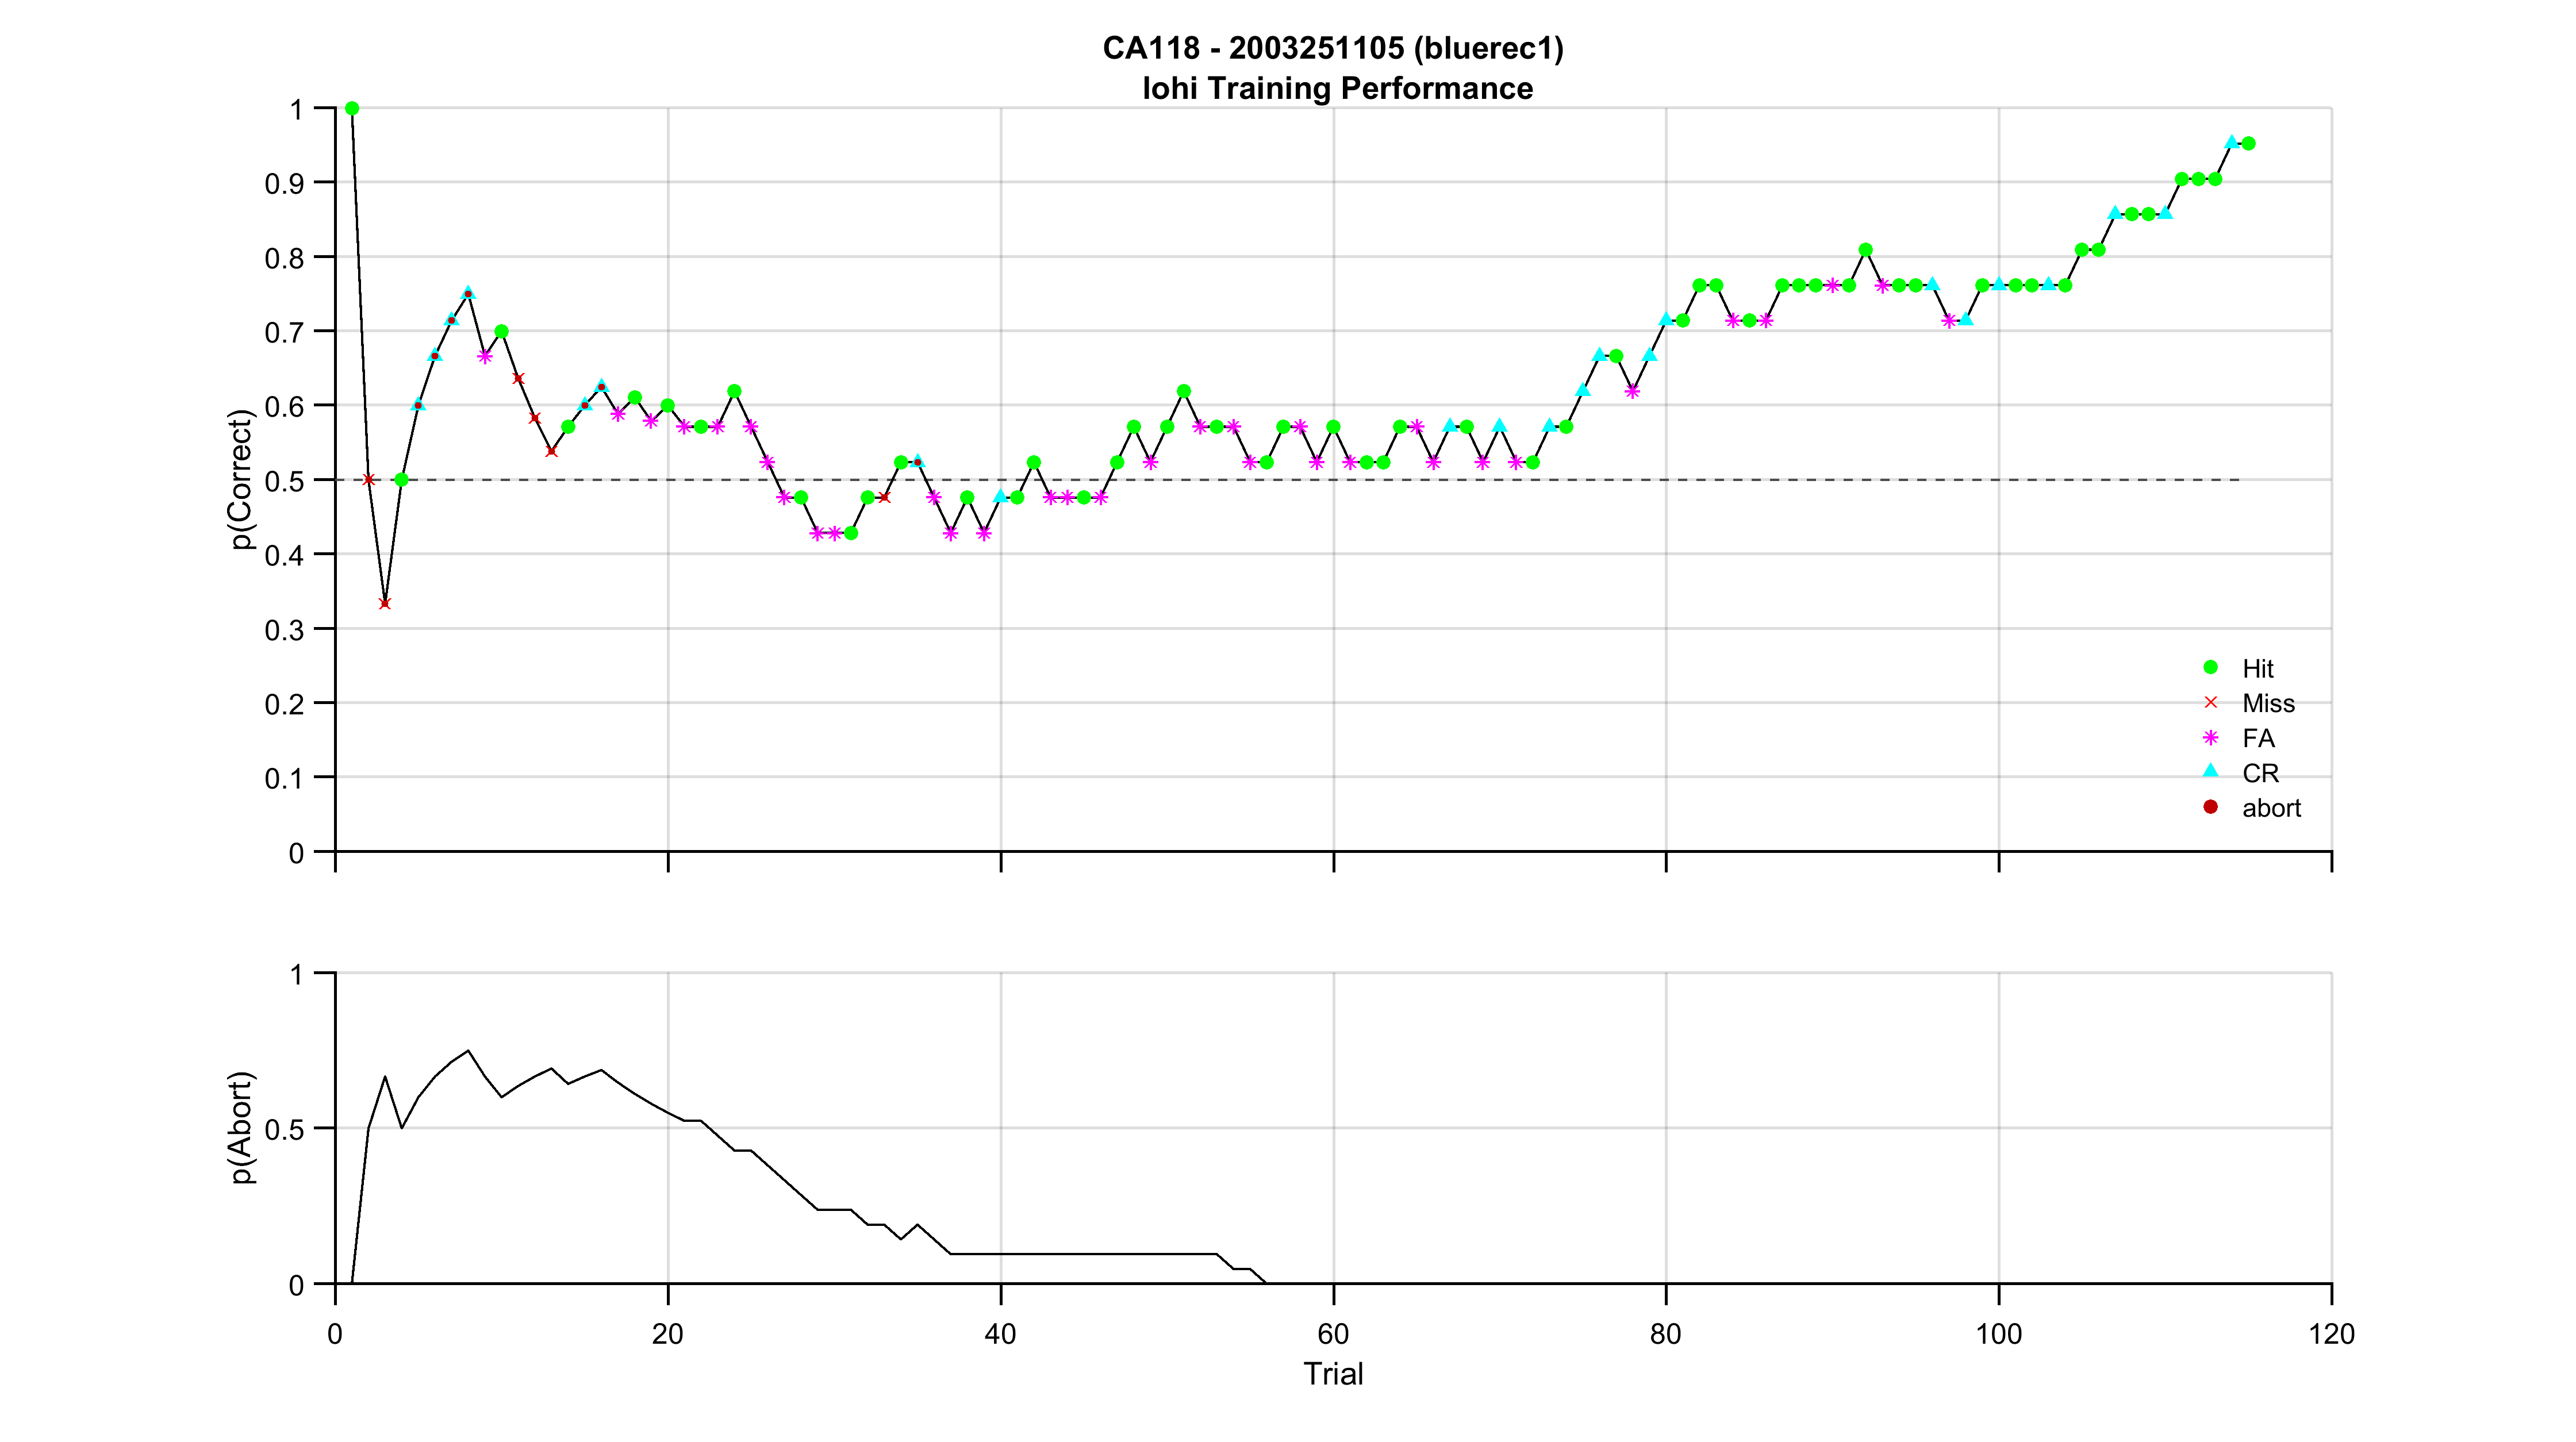 CA118 - 2003251105 (bluerec1)
lohi Training Performance
1
0.9
0.8
0.7
0.6
0.5
0.4
0.3
0.2
0.1
0
p(Correct)
Hit
Miss
FA
CR
abort
1
0.5
0
p(Abort)
0 20 40 60 80 100 120
Trial